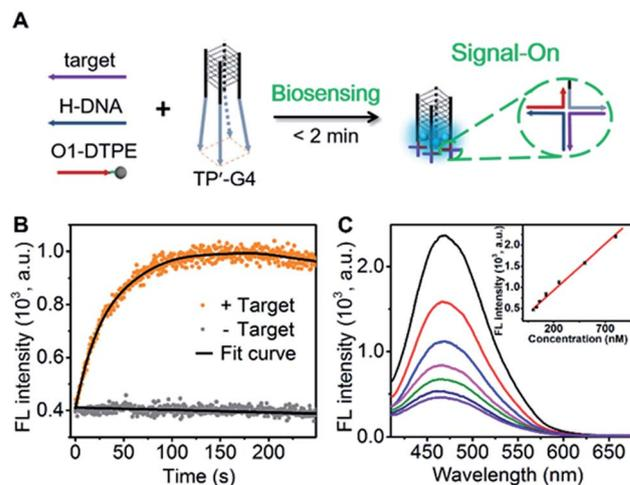 A
target
H-DNA
O1-DTPE
+
TP′-G4
Biosensing
< 2 min
Signal-On
B
FL intensity (10³, a.u.)
1.0
0.8
0.6
0.4
+ Target
- Target
Fit curve
0 50 100 150 200
Time (s)
C
FL intensity (10³, a.u.)
2.0
1.0
0.0
450 500 550 600 650
Wavelength (nm)
FL Intensity (10³, a.u.)
2.0
1.5
1.0
0.5
200 700
Concentration (nM)